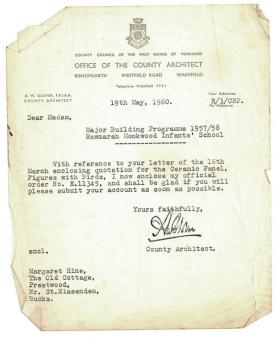 COUNTY COUNCIL OF THE WEST RIDING OF YORKSHIRE
OFFICE OF THE COUNTY ARCHITECT
BISHOPGARTH WESTFIELD ROAD WAKEFIELD
Telephone Wakefield
A. W. GLOVER, F.R.I.B.A.
COUNTY ARCHITECT
Your Reference
B/3/CRP.
19th May, 1960.
Dear Madam,
Major Building Programme 1957/58
Rawmarsh Monkwood Infants' School
With reference to your letter of the 16th
March enclosing quotation for the Ceramic Panel,
Figures with Birds, I now enclose my official
order No. E.11345, and shall be glad if you will
please submit your account as soon as possible.
Yours faithfully,
County Architect.
encl.
Margaret Hine,
The Old Cottage,
Prestwood,
Nr. St.Missenden,
Bucks.